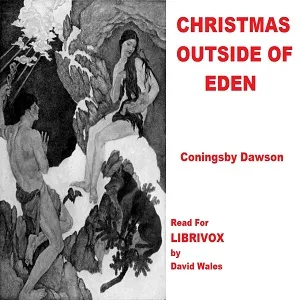 CHRISTMAS
OUTSIDE OF
EDEN
Coningsby Dawson
Read For
LIBRIVOX
by
David Wales